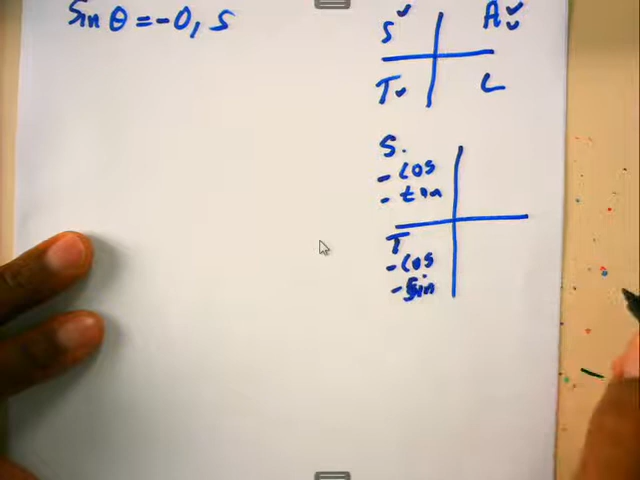 Sin θ = -0,5
S A
T C
S.
- cos
- tan
T
- cos
- sin